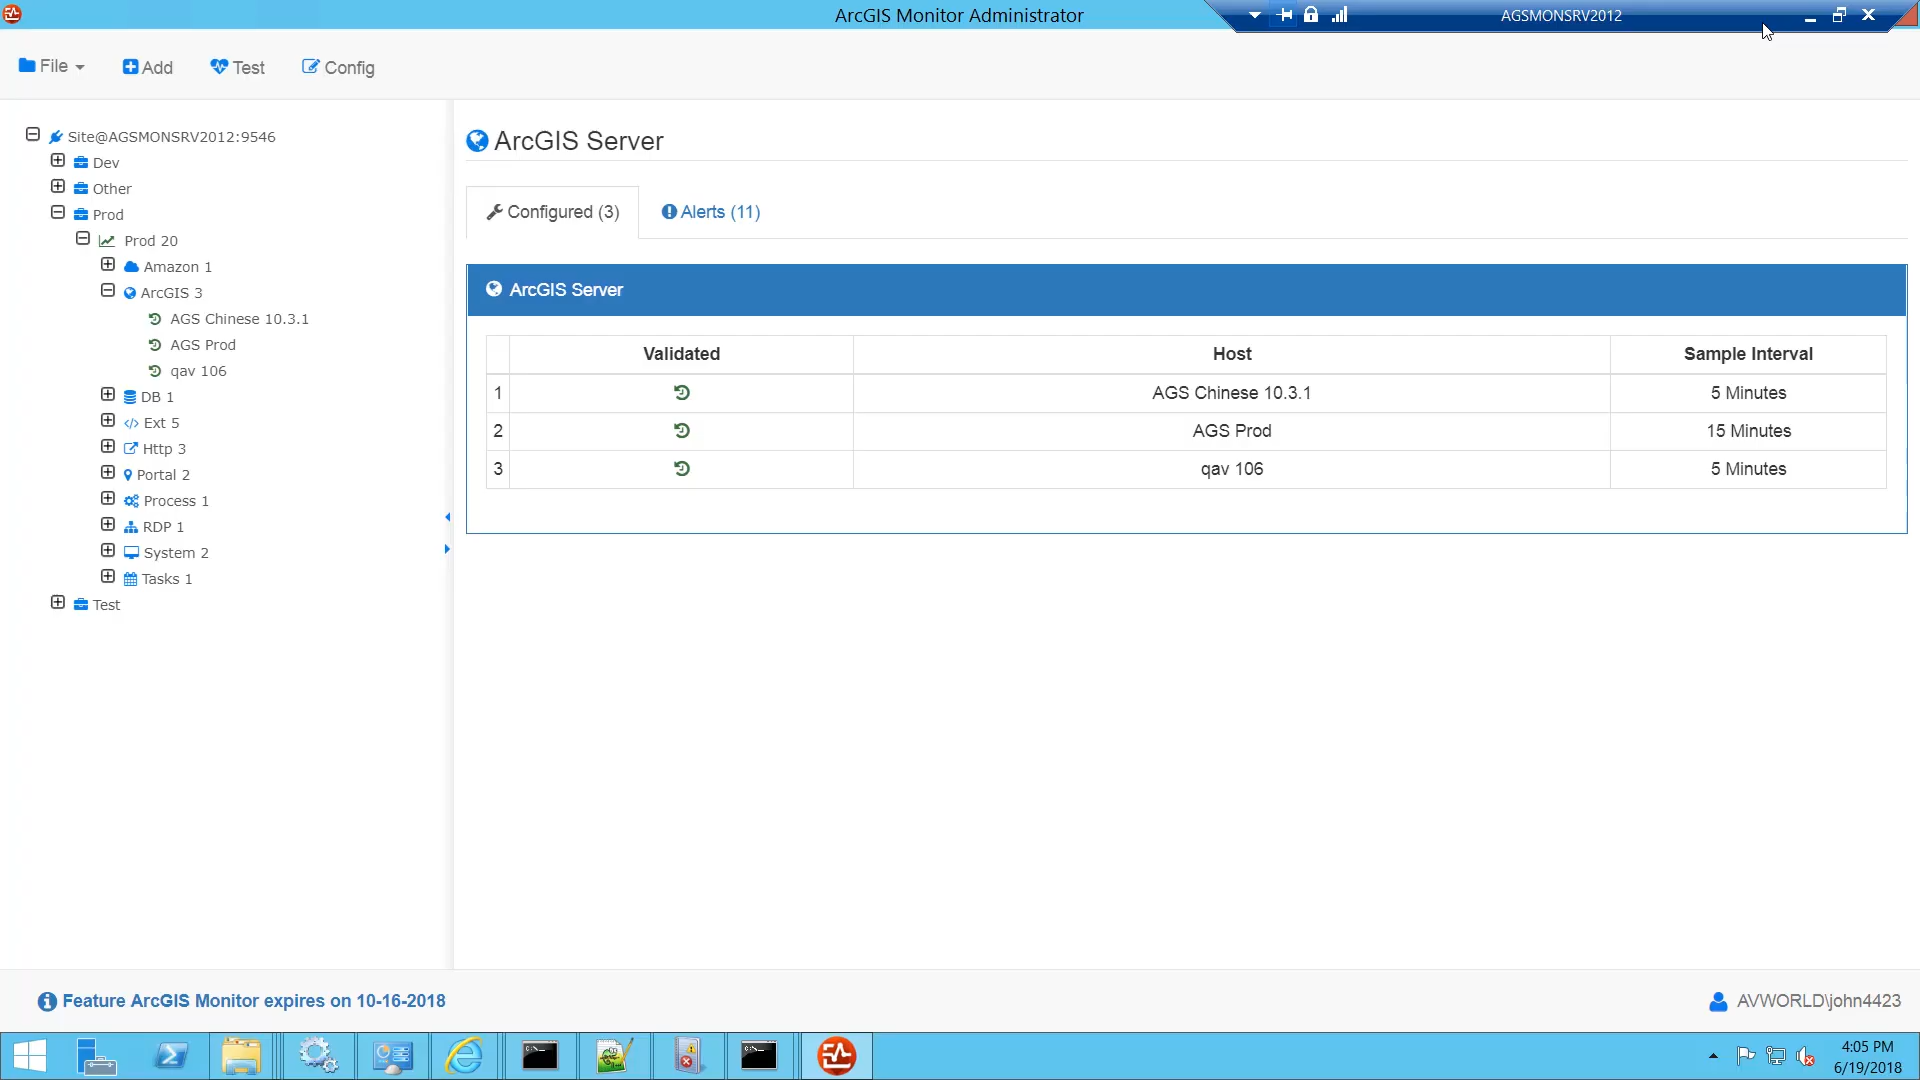 ArcGIS Monitor Administrator
AGSMONSRV2012
File
Add
Test
Config
Site@AGSMONSRV2012:9546
Dev
Other
Prod
Prod 20
Amazon 1
ArcGIS 3
AGS Chinese 10.3.1
AGS Prod
qav 106
DB 1
Ext 5
Http 3
Portal 2
Process 1
RDP 1
System 2
Tasks 1
Test
ArcGIS Server
Configured (3)
Alerts (11)
ArcGIS Server
Validated Host Sample Interval
1 AGS Chinese 10.3.1 5 Minutes
2 AGS Prod 15 Minutes
3 qav 106 5 Minutes
Feature ArcGIS Monitor expires on 10-16-2018
AVWORLD\john4423
4:05 PM
6/19/2018